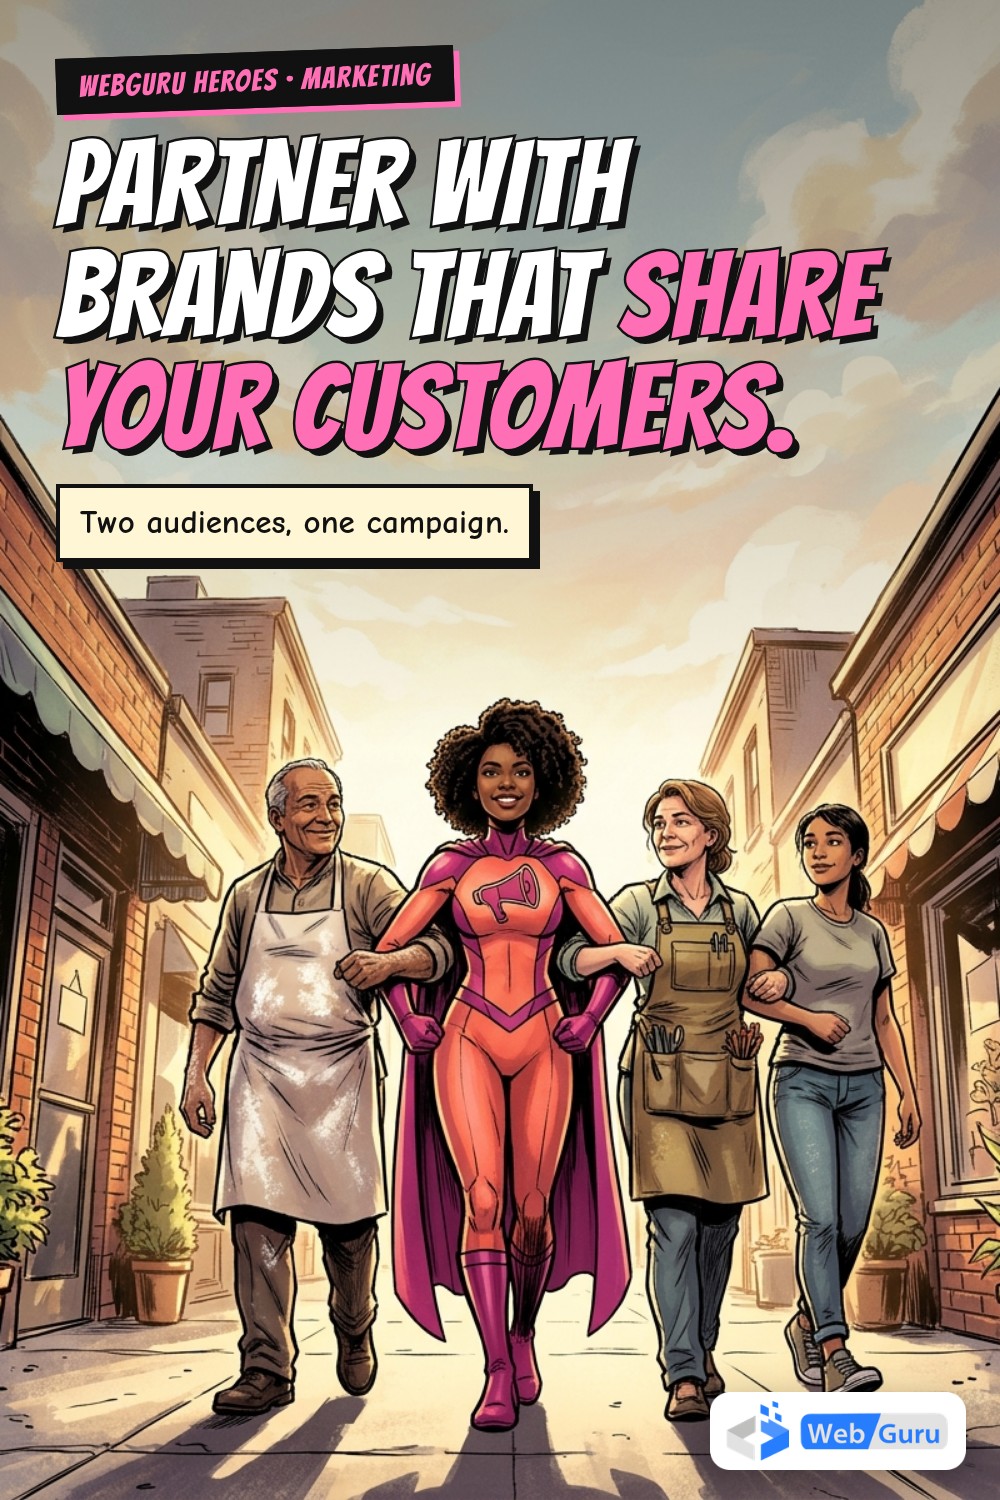 WEBGURU HEROES · MARKETING
PARTNER WITH
BRANDS THAT SHARE
YOUR CUSTOMERS.
Two audiences, one campaign.
Web Guru